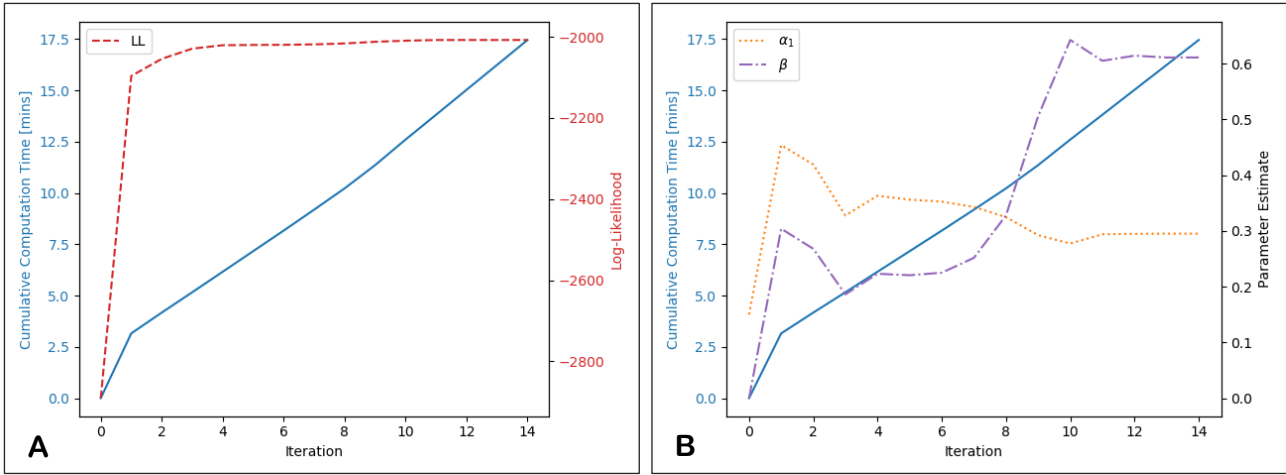 LL
17.5
15.0
12.5
10.0
7.5
5.0
2.5
0.0
Cumulative Computation Time [mins]
−2000
−2200
−2400
−2600
−2800
Log-Likelihood
0 2 4 6 8 10 12 14
Iteration
A
α₁
β
17.5
15.0
12.5
10.0
7.5
5.0
2.5
0.0
Cumulative Computation Time [mins]
0.6
0.5
0.4
0.3
0.2
0.1
0.0
Parameter Estimate
0 2 4 6 8 10 12 14
Iteration
B